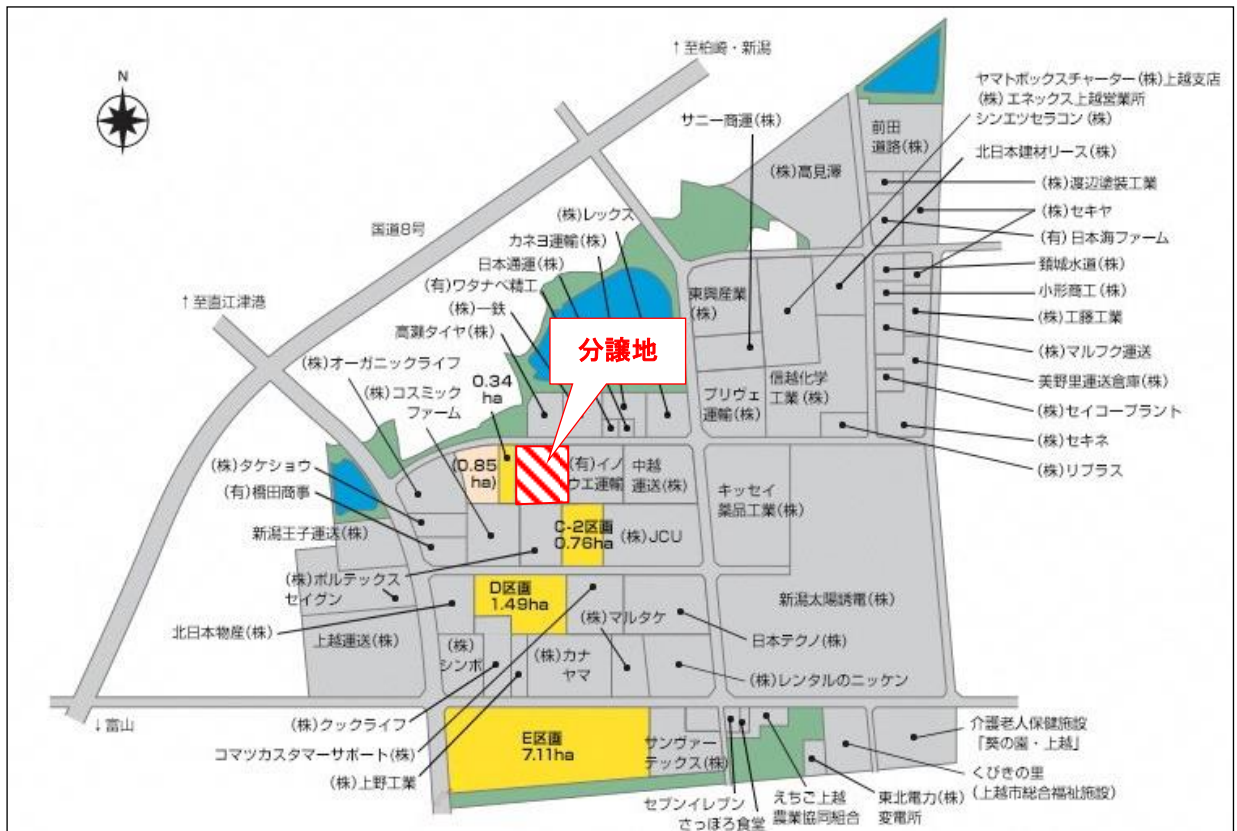 N
↑至柏崎・新潟
国道8号
↑至直江津港
ヤマトボックスチャーター(株)上越支店
(株)エネックス上越営業所
シンエツセラコン(株)
北日本建材リース(株)
サニー商運(株)
前田
道路(株)
(株)高見澤
(株)渡辺塗装工業
(株)セキヤ
(有)日本海ファーム
頚城水道(株)
小形商工(株)
(株)工藤工業
(株)マルフク運送
美野里運送倉庫(株)
(株)セイコープラント
(株)セキネ
(株)リプラス
(株)レックス
カネヨ運輸(株)
日本通運(株)
(有)ワタナベ精工
(株)一鉄
高瀬タイヤ(株)
分譲地
東興産業
(株)
プリヴェ
運輸(株)
信越化学
工業(株)
(株)オーガニックライフ
(株)コスミック
ファーム
0.34
ha
(0.85
ha)
(有)イノ
ウエ運輸
中越
運送(株)
キッセイ
薬品工業(株)
(株)タケショウ
(有)橋田商事
新潟王子運送(株)
C-2区画
0.76ha
(株)JCU
(株)ボルテックス
セイグン
D区画
1.49ha
新潟太陽誘電(株)
北日本物産(株)
上越運送(株)
(株)マルタケ
日本テクノ(株)
(株)
シンボ
(株)カナ
ヤマ
(株)レンタルのニッケン
↓富山
(株)クックライフ
コマツカスタマーサポート(株)
(株)上野工業
E区画
7.11ha
サンヴァー
テックス(株)
介護老人保健施設
「葵の園・上越」
くびきの里
(上越市総合福祉施設)
セブンイレブン
さっぽろ食堂
えちご上越
農業協同組合
東北電力(株)
変電所